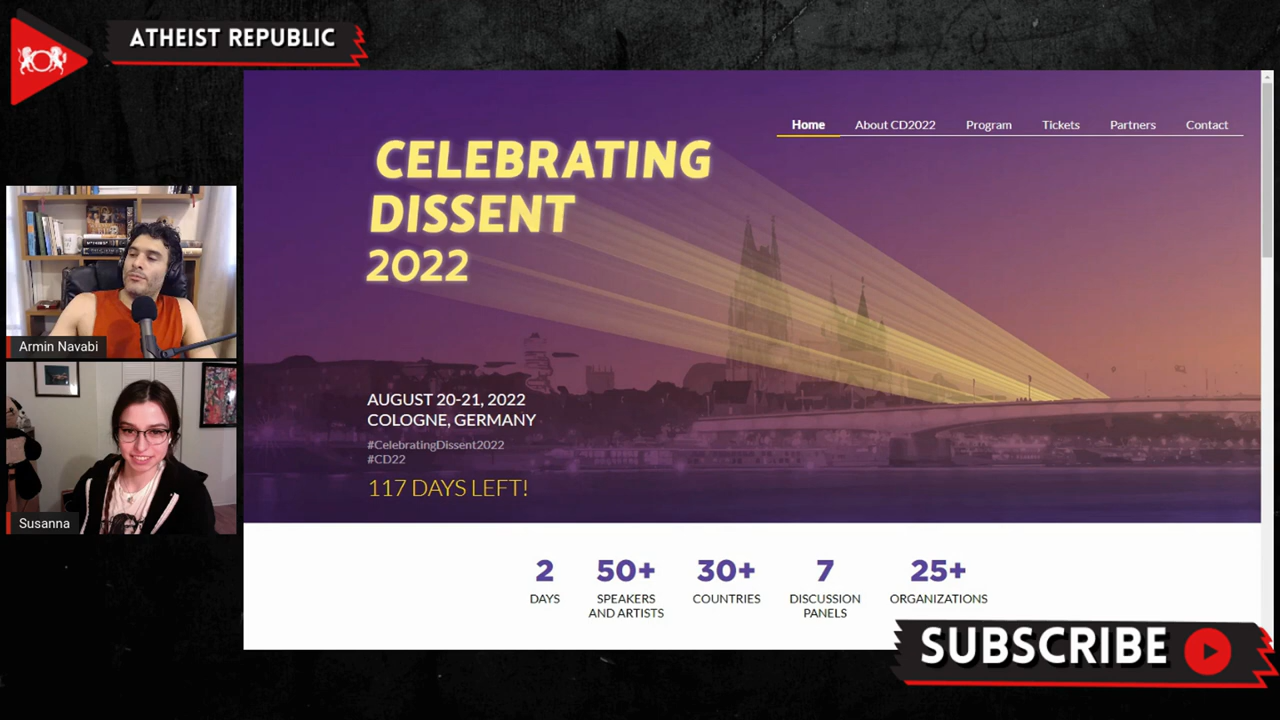 ATHEIST REPUBLIC
Home About CD2022 Program Tickets Partners Contact
CELEBRATING
DISSENT
2022
AUGUST 20-21, 2022
COLOGNE, GERMANY
#CelebratingDissent2022
#CD22
117 DAYS LEFT!
2 50+ 30+ 7 25+
DAYS SPEAKERS COUNTRIES DISCUSSION ORGANIZATIONS
AND ARTISTS PANELS
Armin Navabi
Susanna
SUBSCRIBE